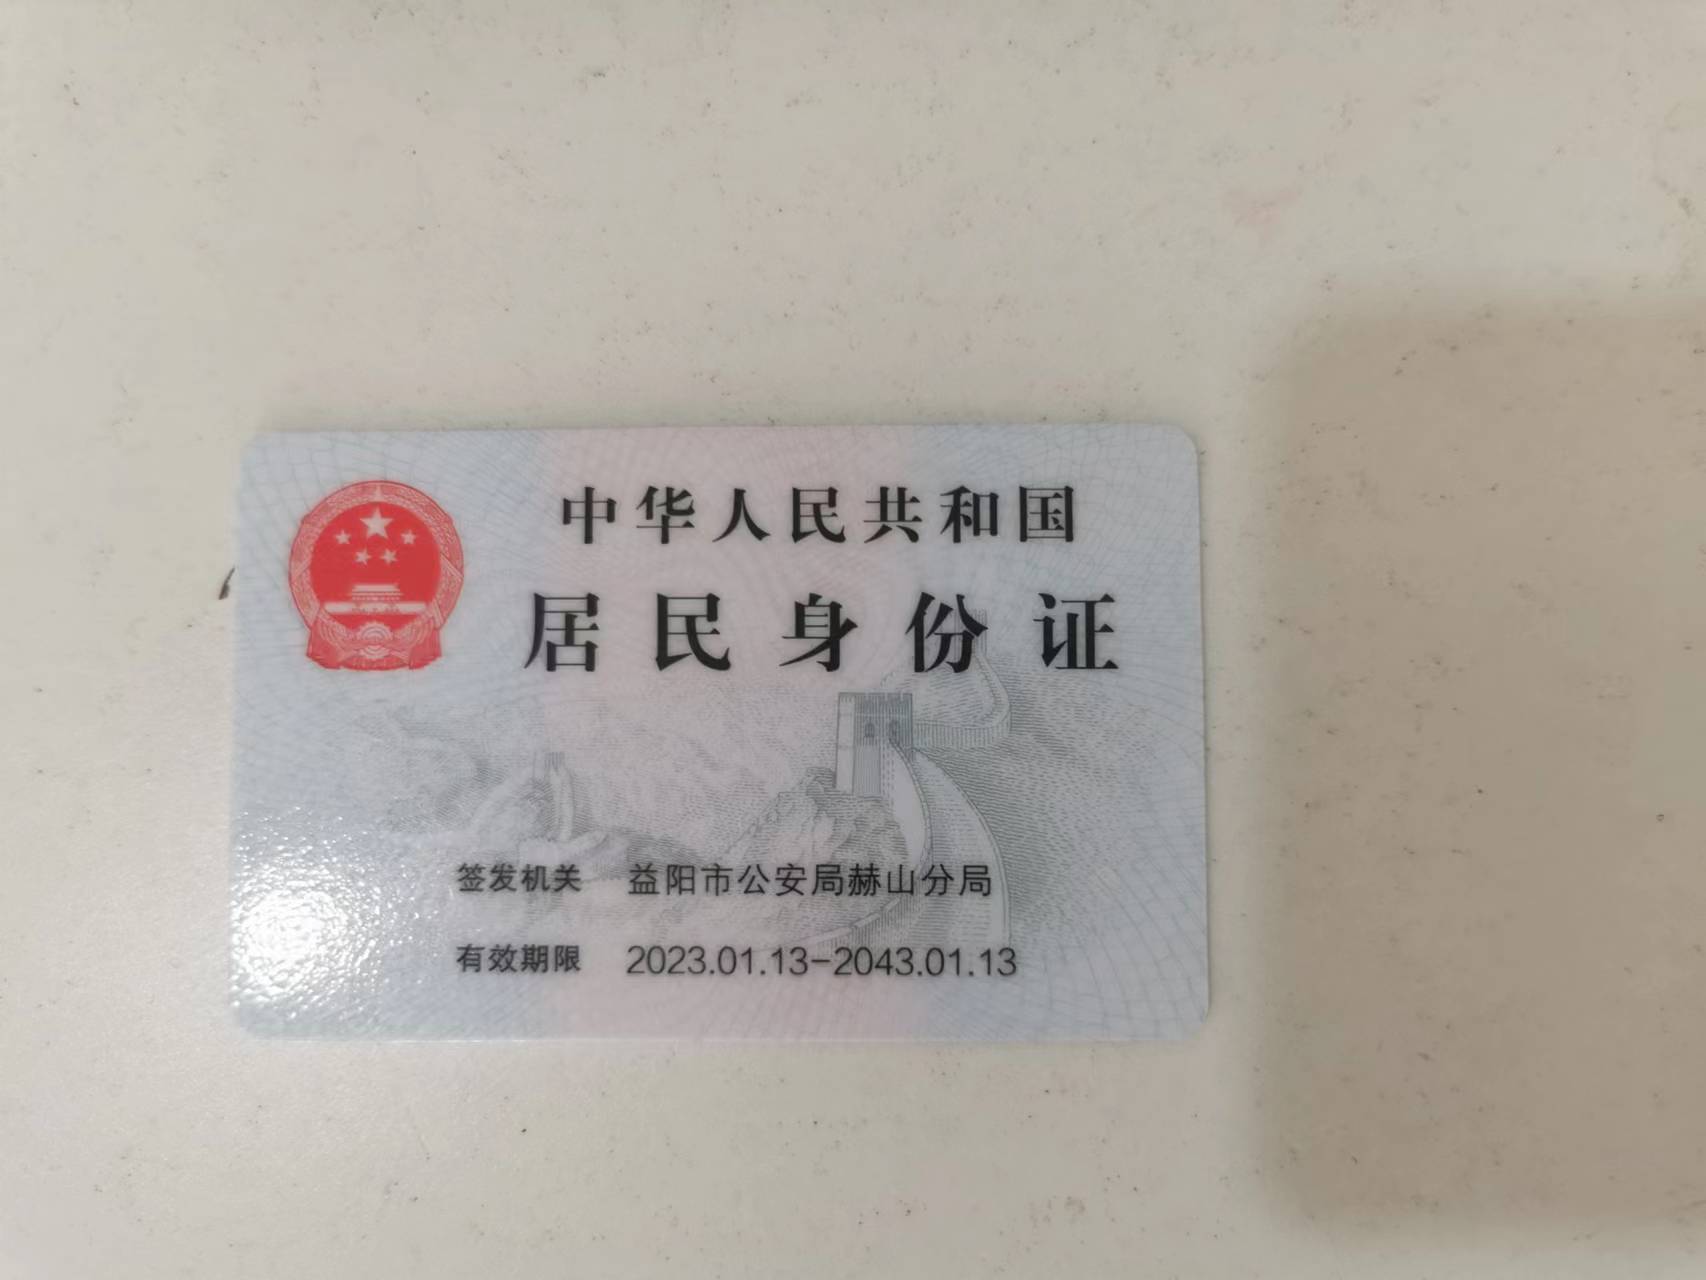 中华人民共和国
居民身份证
签发机关 益阳市公安局赫山分局
有效期限 2023.01.13-2043.01.13